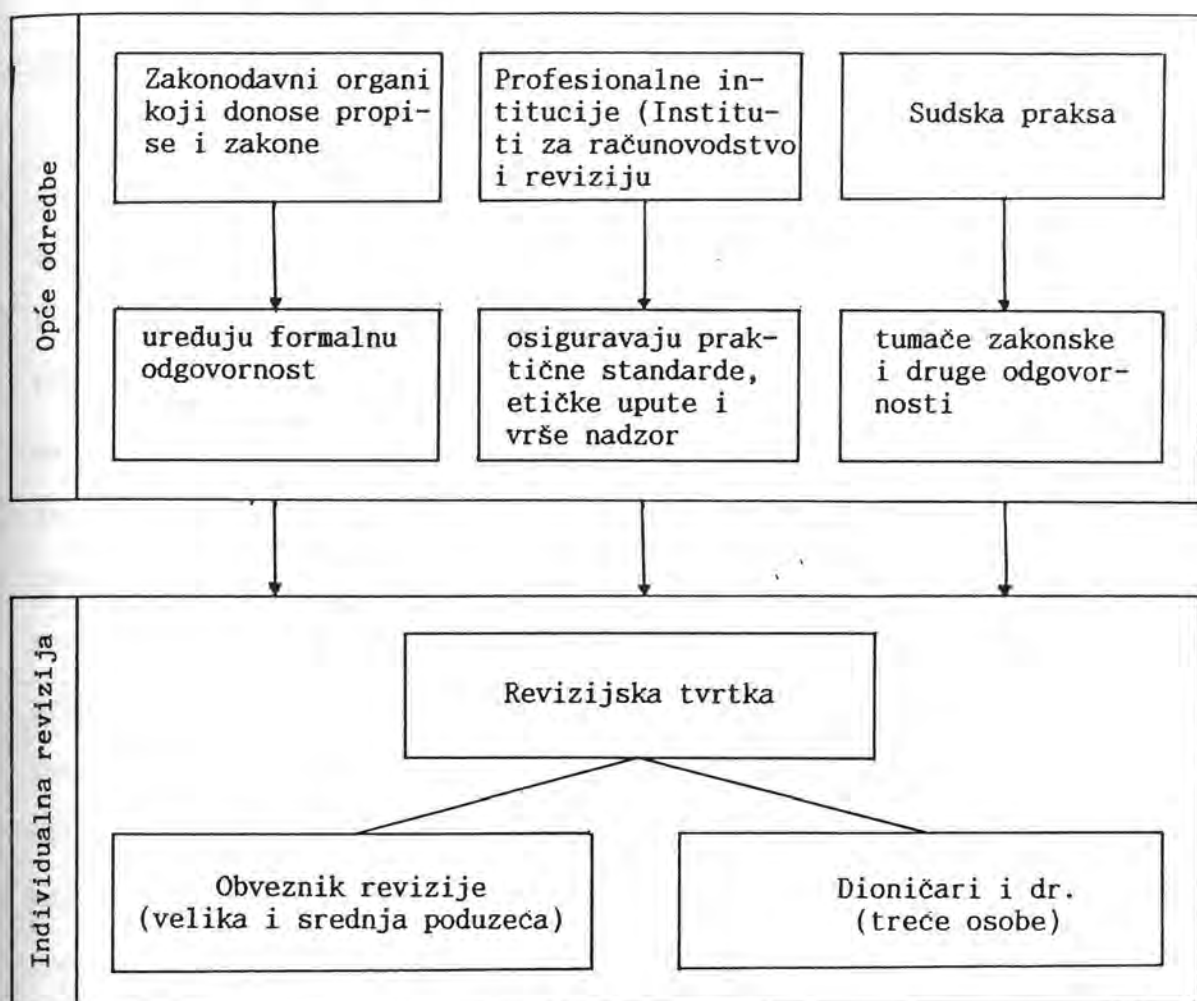 Opće odredbe
Zakonodavni organi
koji donose propi-
se i zakone
Profesionalne in-
titucije (Institu-
ti za računovodstvo
i reviziju
Sudska praksa
uređuju formalnu
odgovornost
osiguravaju prak-
tične standarde,
etičke upute i
vrše nadzor
tumače zakonske
i druge odgovor-
nosti
Individualna revizija
Revizijska tvrtka
Obveznik revizije
(velika i srednja poduzeća)
Dioničari i dr.
(treće osobe)